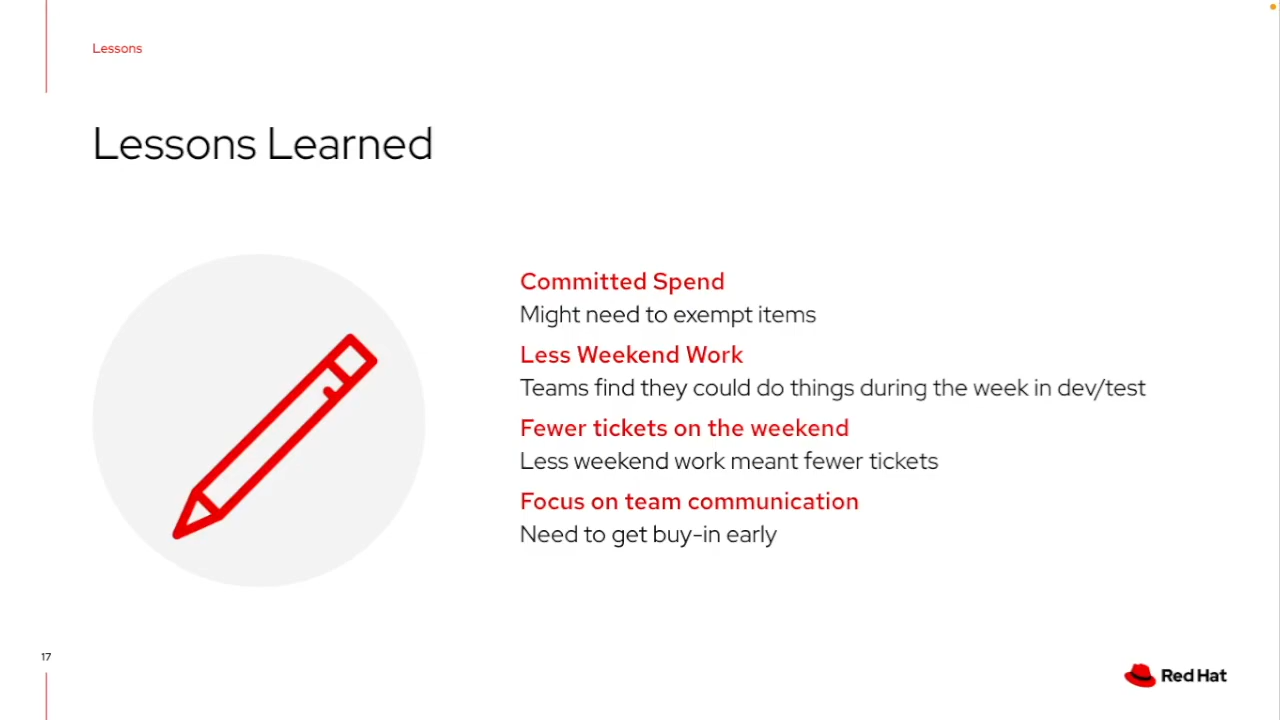 Lessons
Lessons Learned
Committed Spend
Might need to exempt items
Less Weekend Work
Teams find they could do things during the week in dev/test
Fewer tickets on the weekend
Less weekend work meant fewer tickets
Focus on team communication
Need to get buy-in early
17
Red Hat